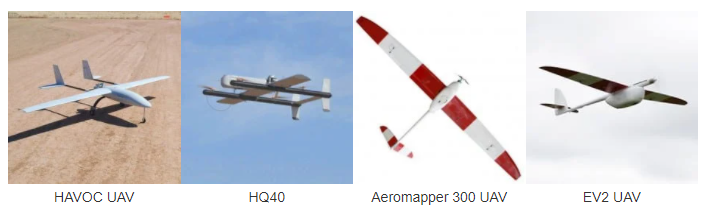 HAVOC UAV
HQ40
Aeromapper 300 UAV
EV2 UAV